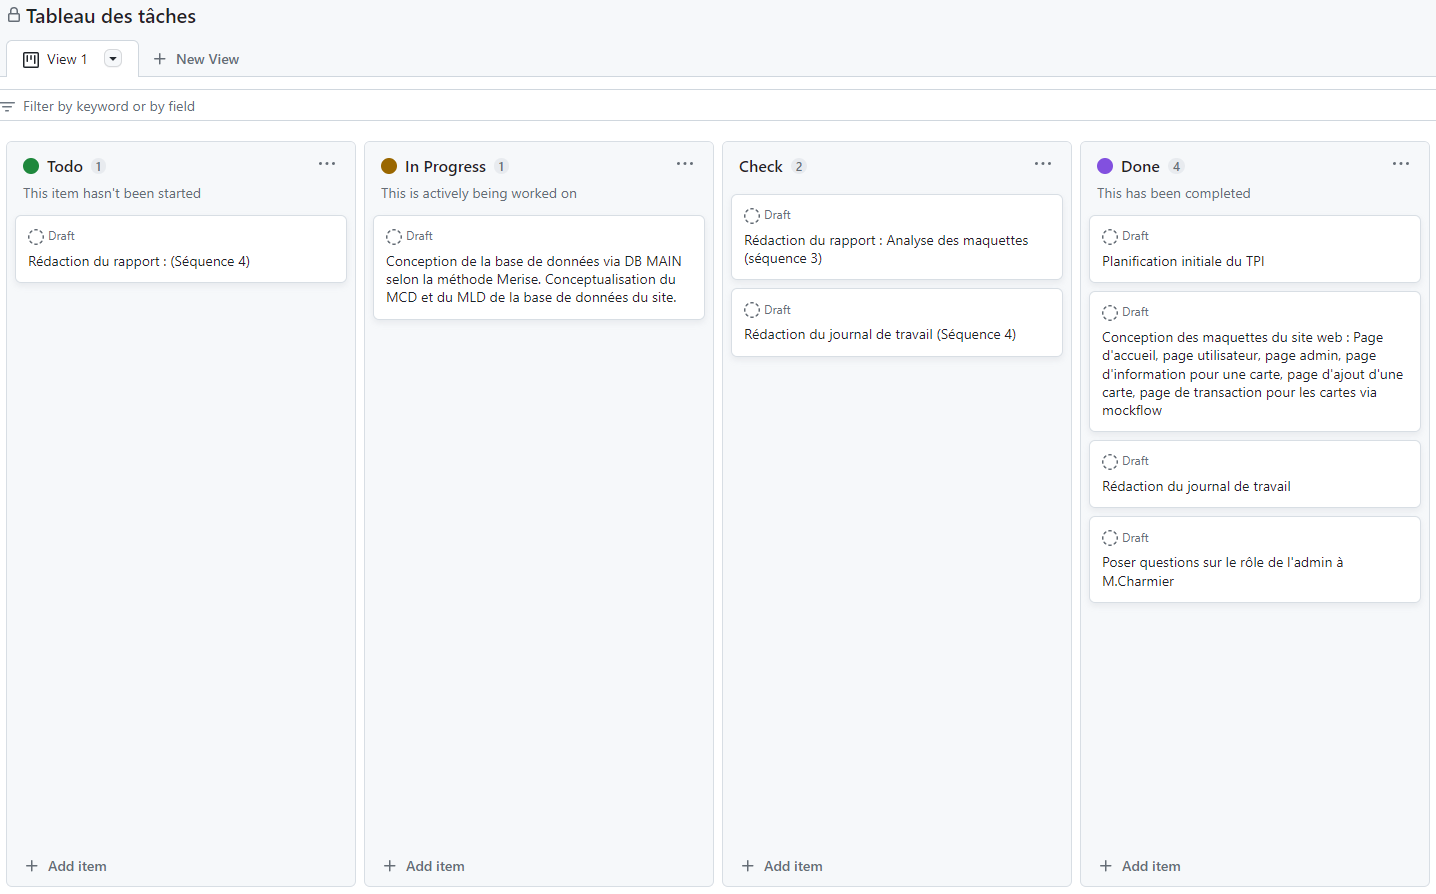 Tableau des tâches
View 1
New View
Filter by keyword or by field
Todo 1
This item hasn't been started
Draft
Rédaction du rapport : (Séquence 4)
Add item
In Progress 1
This is actively being worked on
Draft
Conception de la base de données via DB MAIN
selon la méthode Merise. Conceptualisation du
MCD et du MLD de la base de données du site.
Add item
Check 2
Draft
Rédaction du rapport : Analyse des maquettes
(séquence 3)
Draft
Rédaction du journal de travail (Séquence 4)
Add item
Done 4
This has been completed
Draft
Planification initiale du TPI
Draft
Conception des maquettes du site web : Page
d'accueil, page utilisateur, page admin, page
d'information pour une carte, page d'ajout d'une
carte, page de transaction pour les cartes via
mockflow
Draft
Rédaction du journal de travail
Draft
Poser questions sur le rôle de l'admin à
M.Charmier
Add item